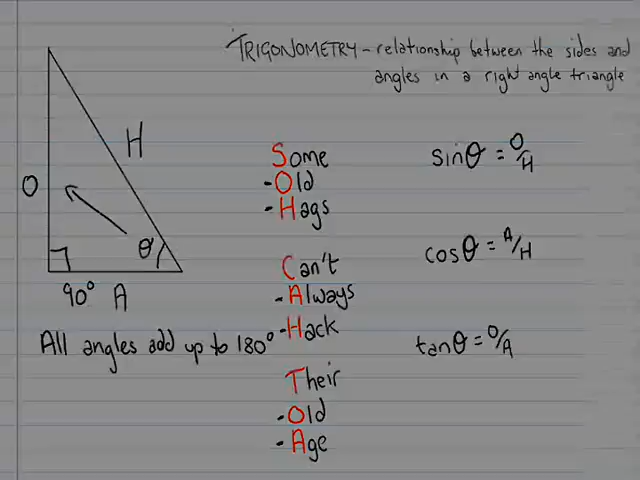 TRIGONOMETRY - relationship between the sides and
angles in a right angle triangle
H
O
θ
90° A
All angles add up to 180°
Some
- Old
- Hags
Can't
- Always
- Hack
Their
- Old
- Age
sinθ = O/H
cosθ = A/H
tanθ = O/A